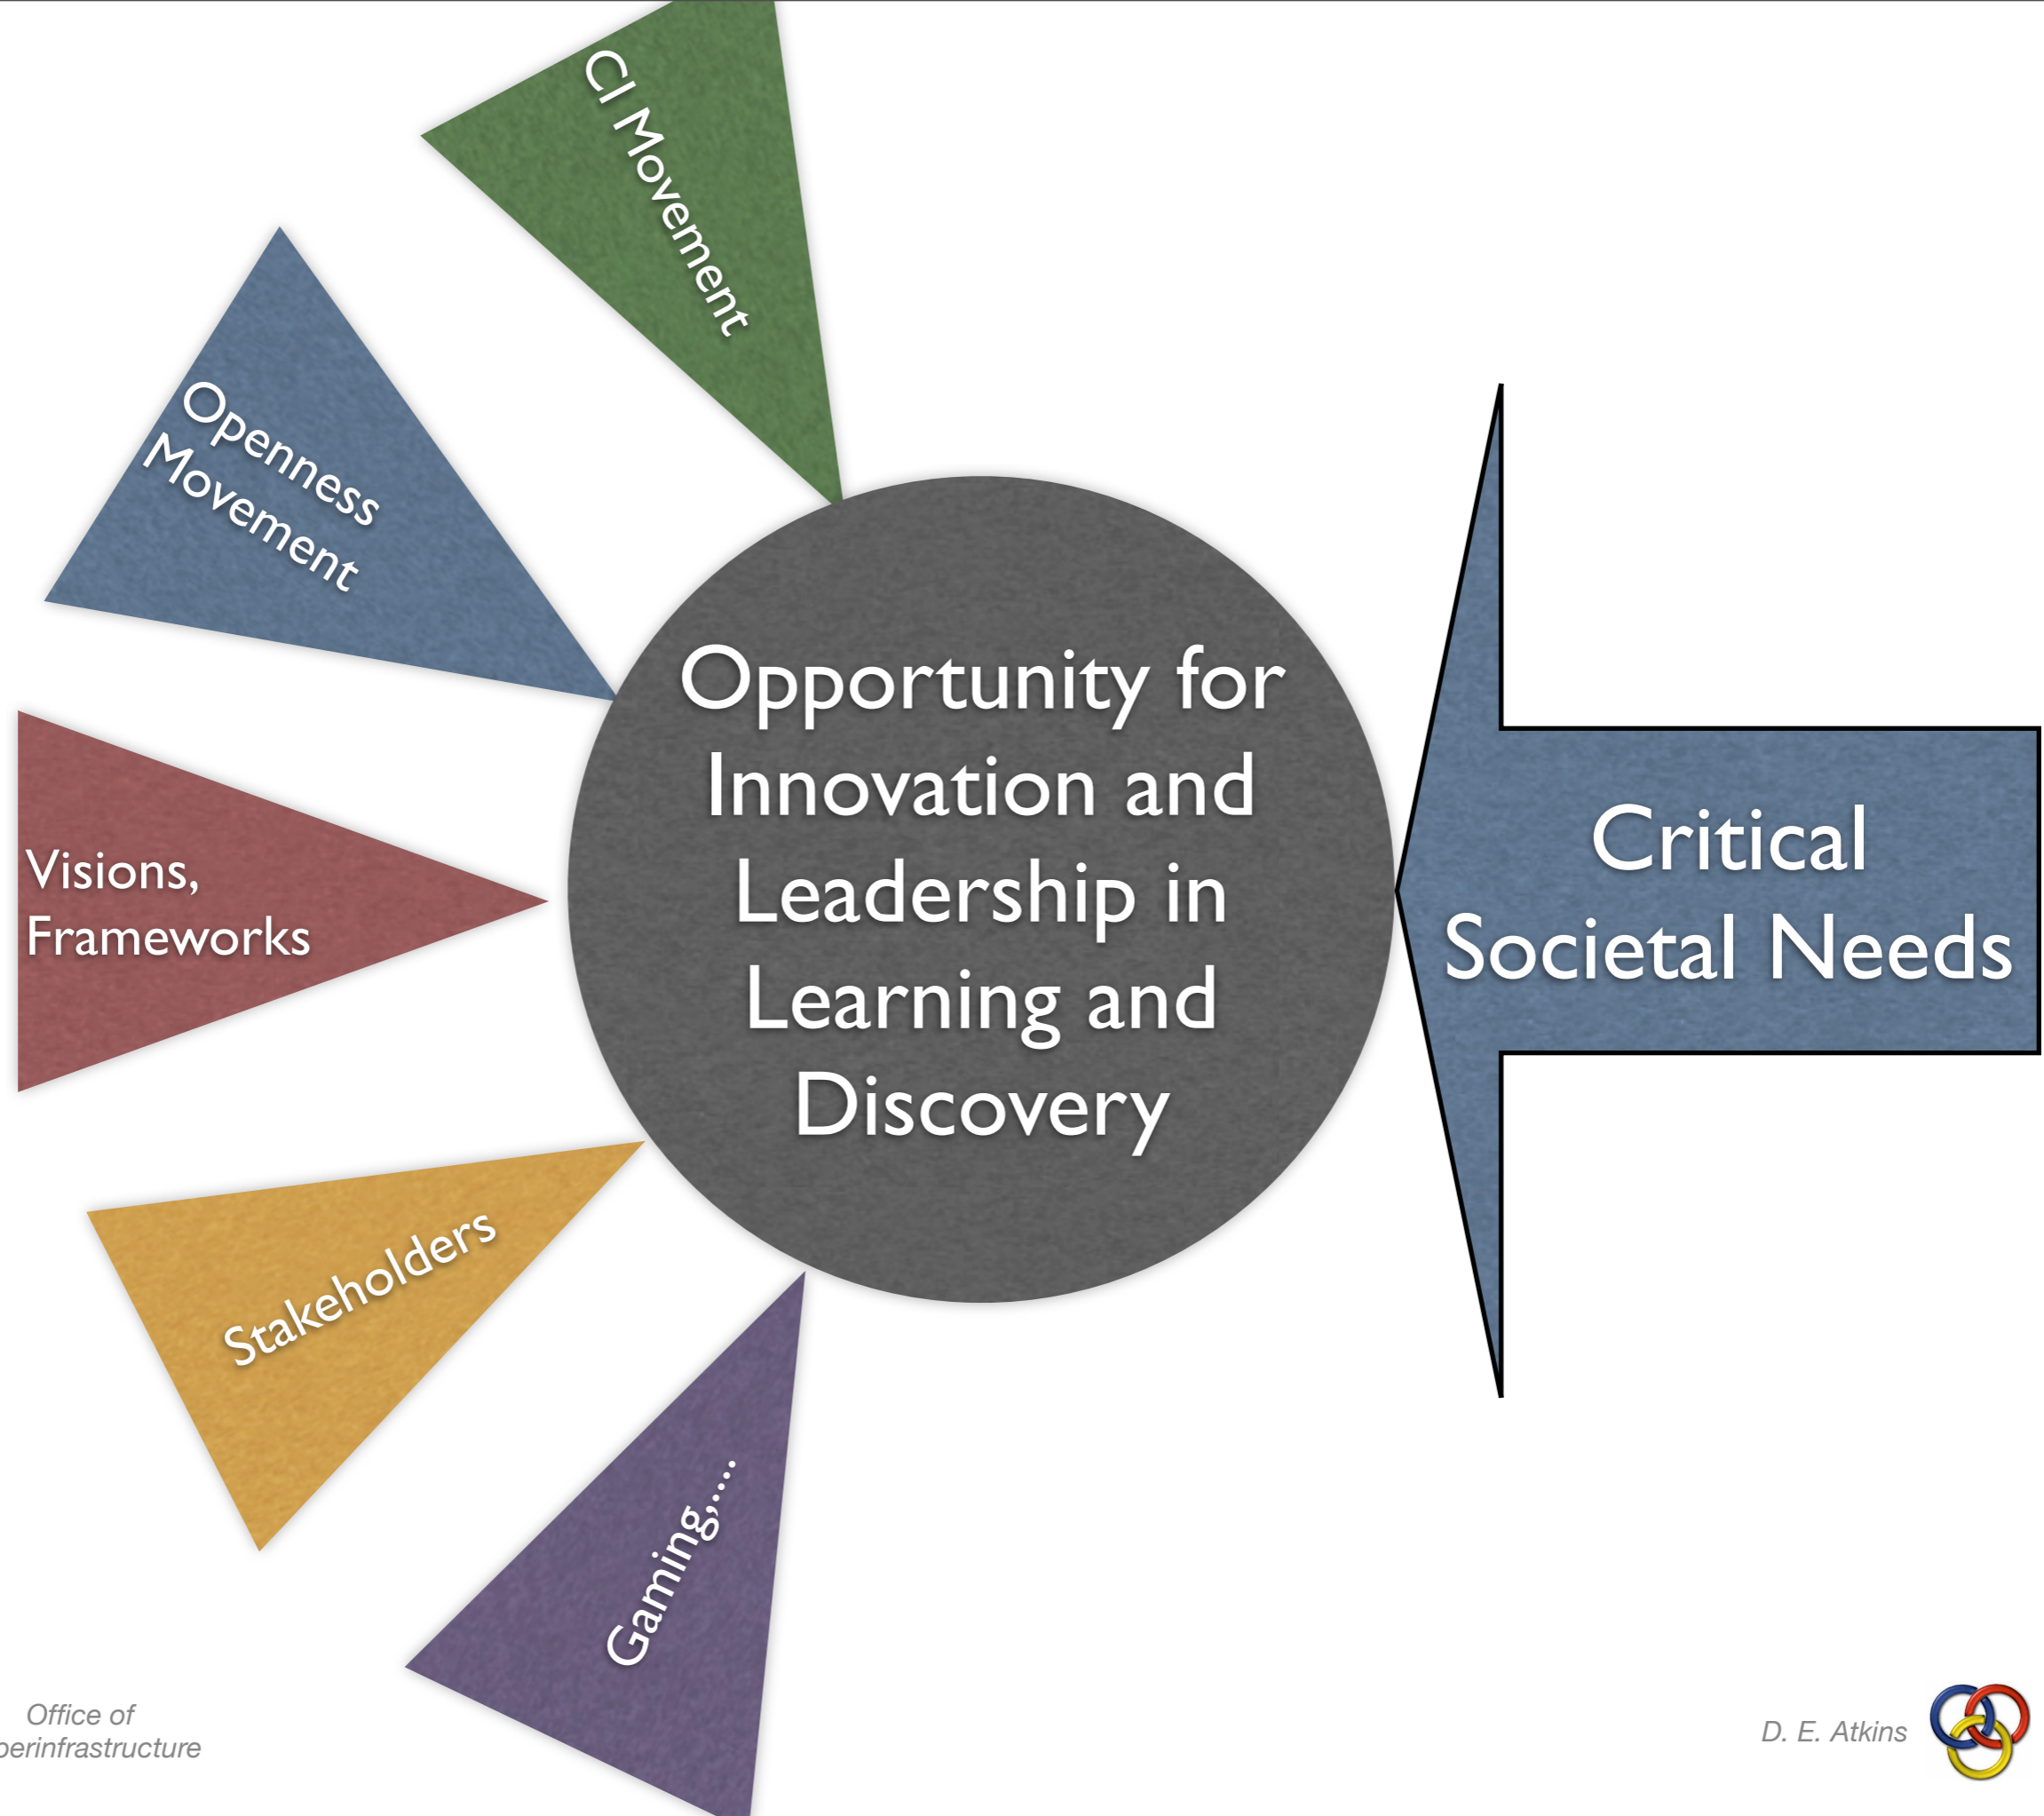 CI Movement
Openness
Movement
Visions,
Frameworks
Stakeholders
Gaming,....
Opportunity for
Innovation and
Leadership in
Learning and
Discovery
Critical
Societal Needs
Office of
perinfrastructure
D. E. Atkins